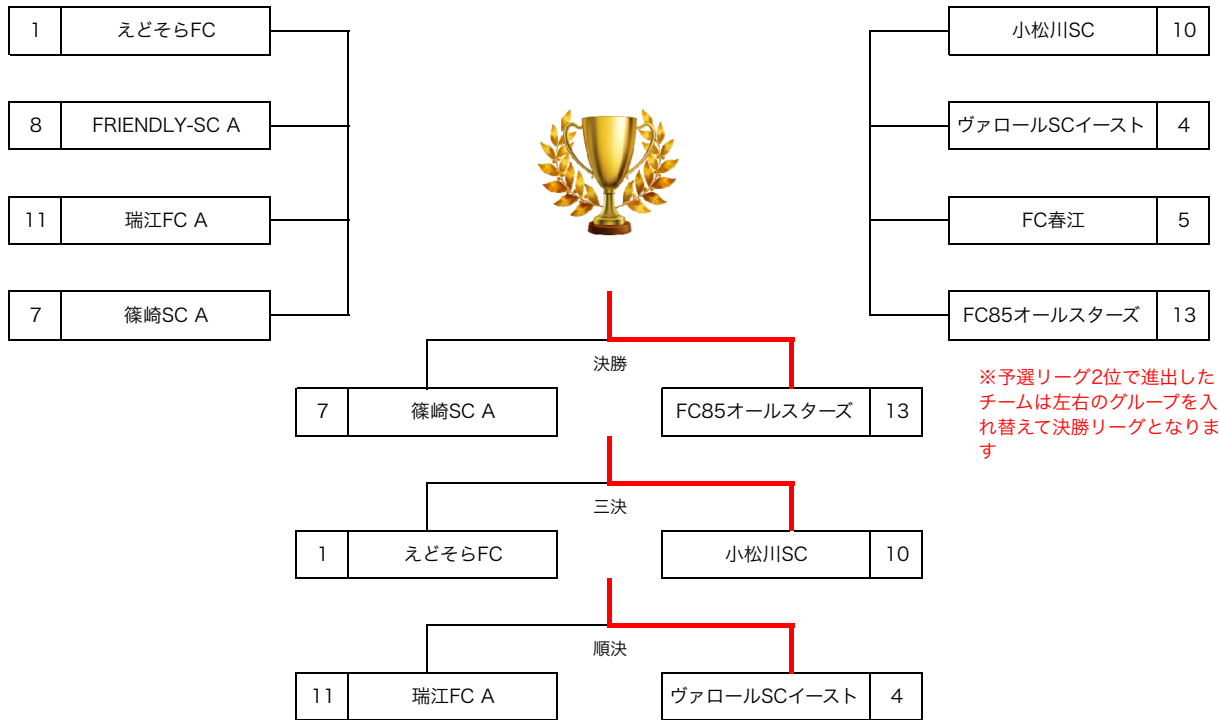 1 えどそらFC
小松川SC 10
8 FRIENDLY-SC A
ヴァロールSCイースト 4
11 瑞江FC A
FC春江 5
7 篠崎SC A
FC85オールスターズ 13
決勝
7 篠崎SC A
FC85オールスターズ 13
※予選リーグ2位で進出した
チームは左右のグループを入
れ替えて決勝リーグとなりま
す
三決
1 えどそらFC
小松川SC 10
順決
11 瑞江FC A
ヴァロールSCイースト 4